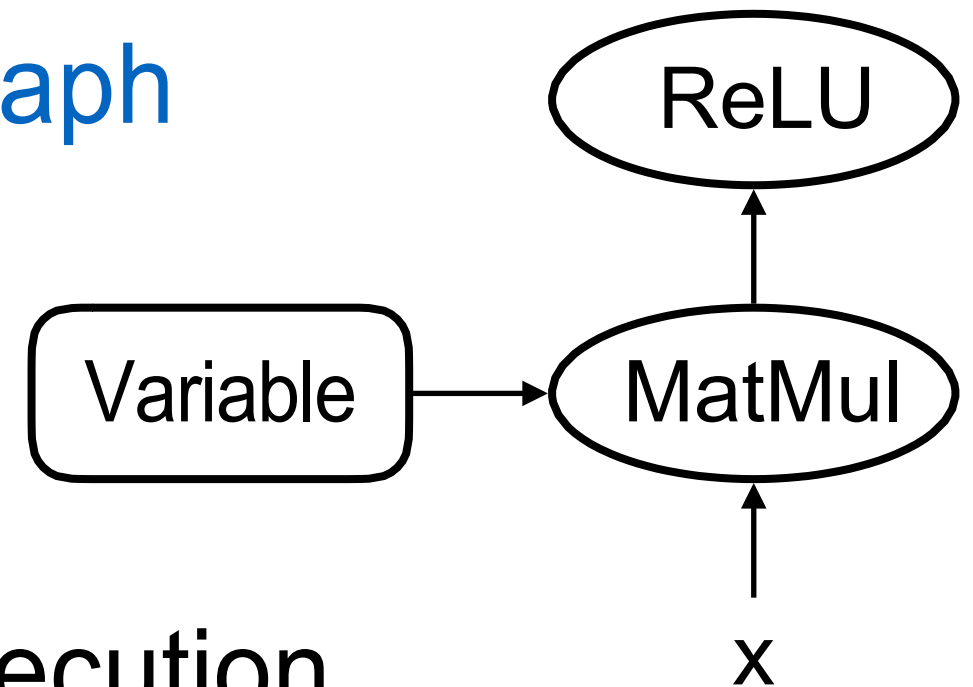 aph
ReLU
Variable
MatMul
ecution
x